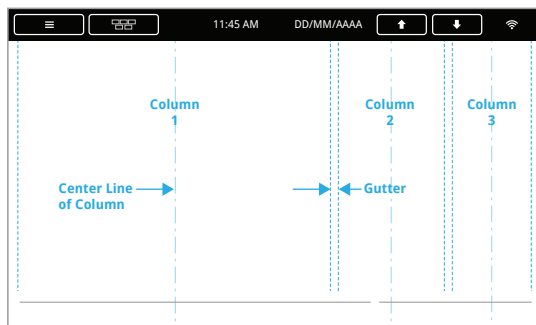 11:45 AM DD/MM/AAAA
Column
1
Column
2
Column
3
Center Line
of Column
Gutter